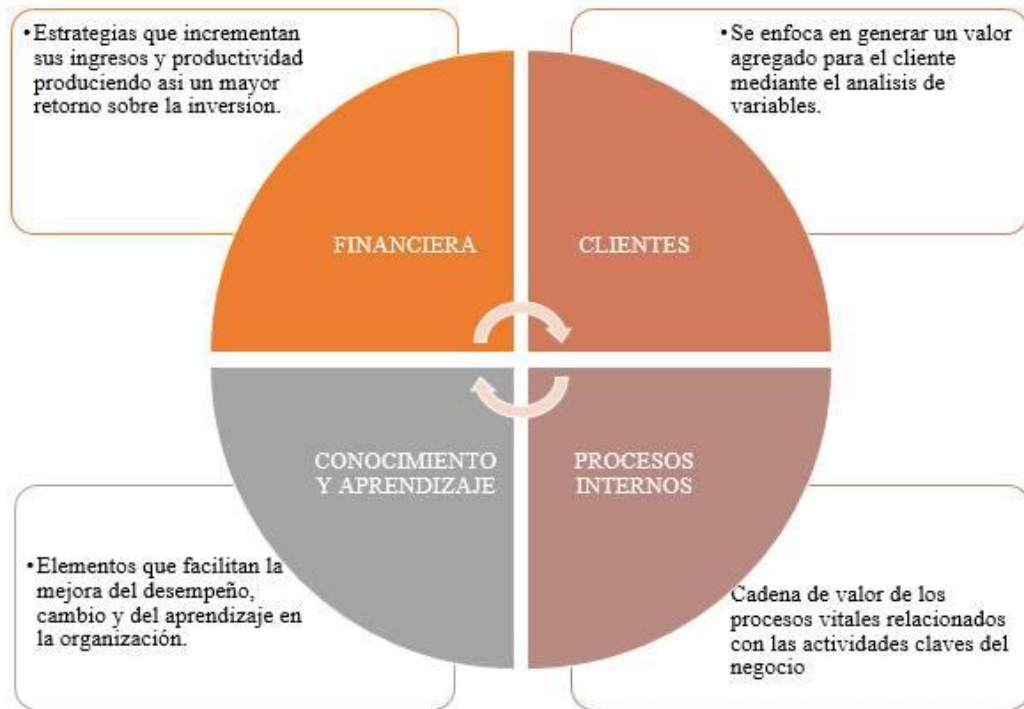 •Estrategias que incrementan
sus ingresos y productividad
produciendo asi un mayor
retorno sobre la inversion.
•Se enfoca en generar un valor
agregado para el cliente
mediante el analisis de
variables.
FINANCIERA
CLIENTES
CONOCIMIENTO
Y APRENDIZAJE
PROCESOS
INTERNOS
•Elementos que facilitan la
mejora del desempeño,
cambio y del aprendizaje en
la organización.
Cadena de valor de los
procesos vitales relacionados
con las actividades claves del
negocio